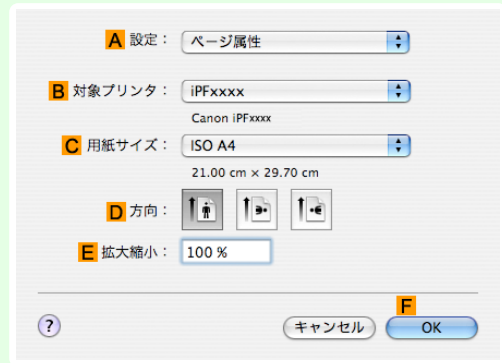 A 設定： ページ属性
B 対象プリンタ： iPFxxxx
Canon iPFxxxx
C 用紙サイズ： ISO A4
21.00 cm × 29.70 cm
D 方向：
E 拡大縮小： 100 %
F
? キャンセル OK